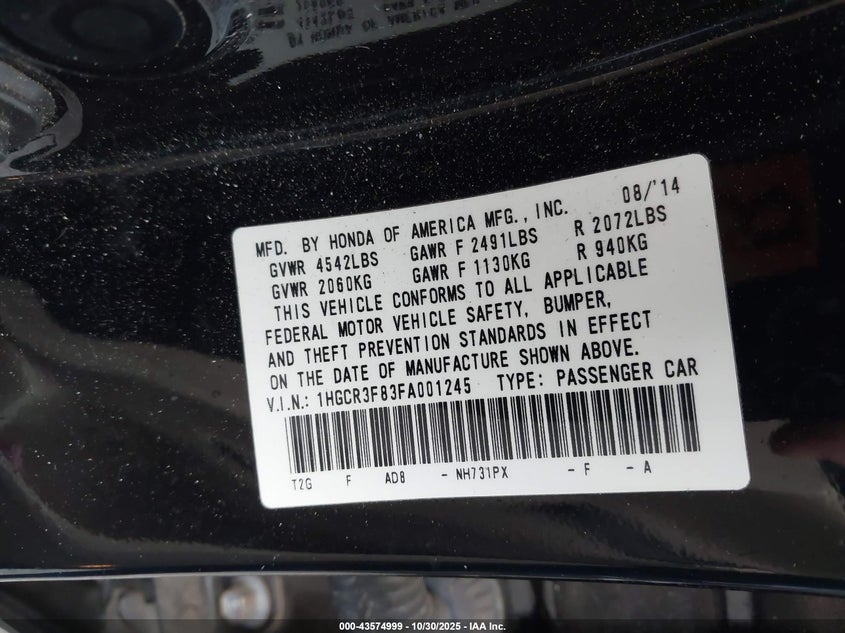 MFD. BY HONDA OF AMERICA MFG., INC. 08/'14
GVWR 4542LBS GAWR F 2491LBS R 2072LBS
GVWR 2060KG GAWR F 1130KG R 940KG
THIS VEHICLE CONFORMS TO ALL APPLICABLE
FEDERAL MOTOR VEHICLE SAFETY, BUMPER,
AND THEFT PREVENTION STANDARDS IN EFFECT
ON THE DATE OF MANUFACTURE SHOWN ABOVE.
V.I.N.: 1HGCR3F83FA001245 TYPE: PASSENGER CAR
T2G F AD8 - NH731PX - F - A
000-43574999 - 10/30/2025 - IAA Inc.